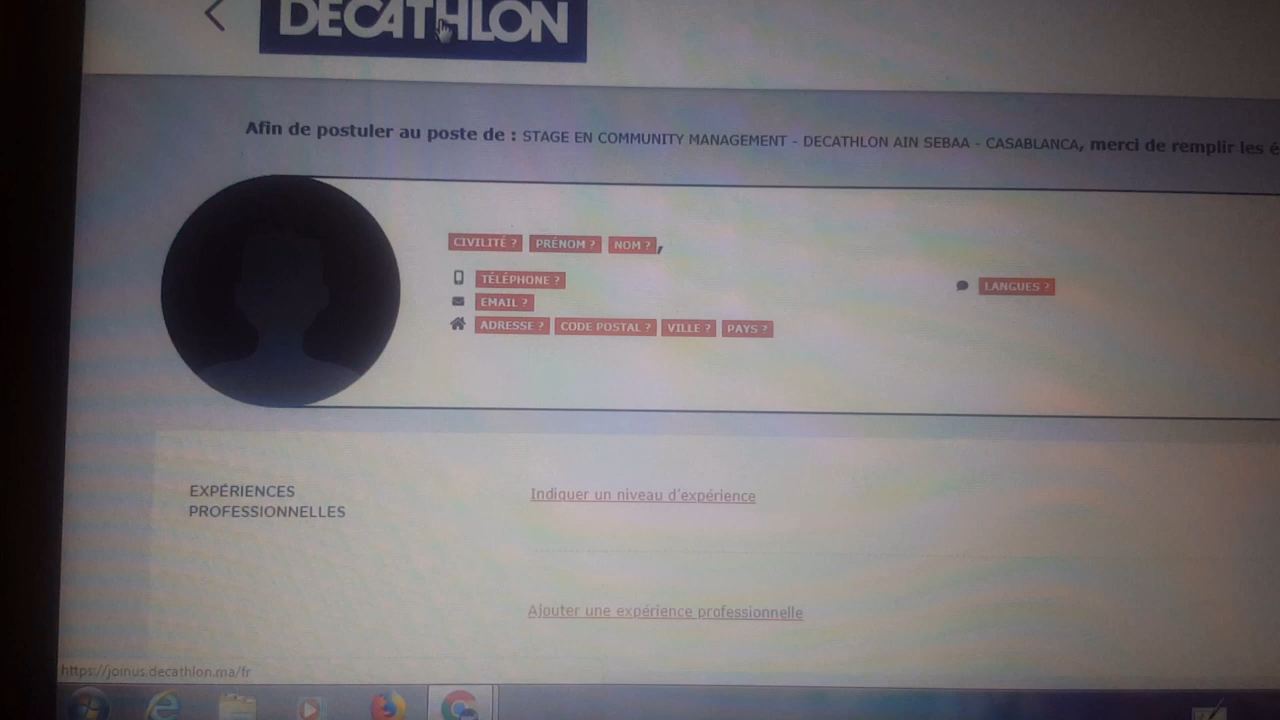 DECATHLON
Afin de postuler au poste de : STAGE EN COMMUNITY MANAGEMENT - DECATHLON AIN SEBAA - CASABLANCA, merci de remplir les
CIVILITÉ ? PRÉNOM ? NOM ? ,
TÉLÉPHONE ?
LANGUES ?
EMAIL ?
ADRESSE ? CODE POSTAL ? VILLE ? PAYS ?
EXPÉRIENCES
PROFESSIONNELLES
Indiquer un niveau d'expérience
Ajouter une expérience professionnelle
https://joinus.decathlon.ma/fr